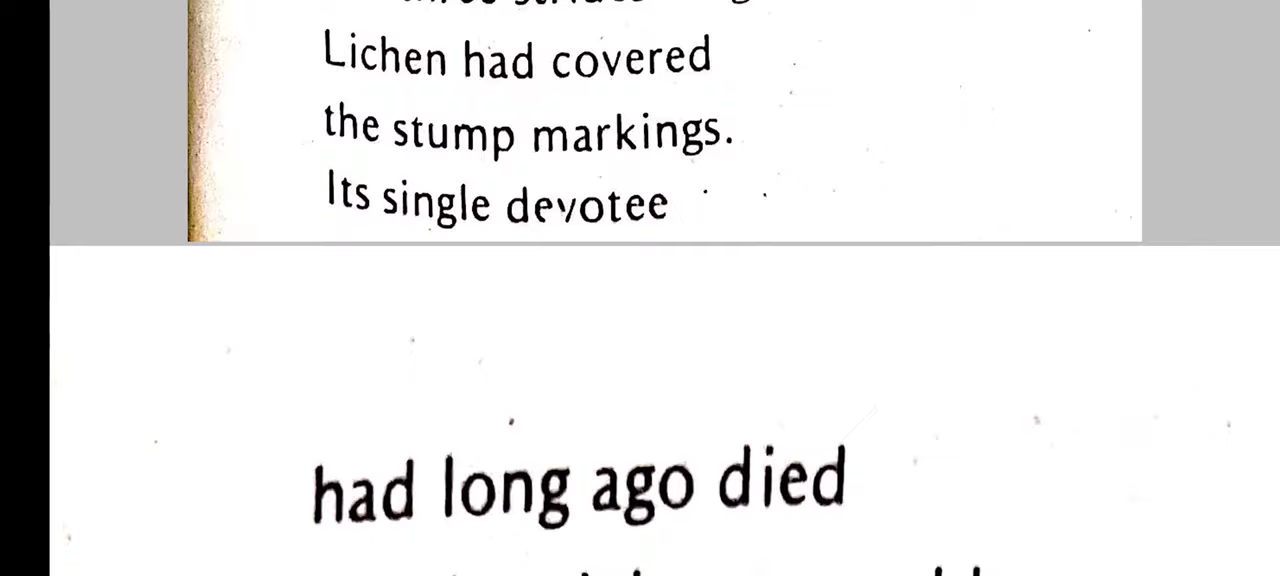 Lichen had covered
the stump markings.
Its single devotee
had long ago died